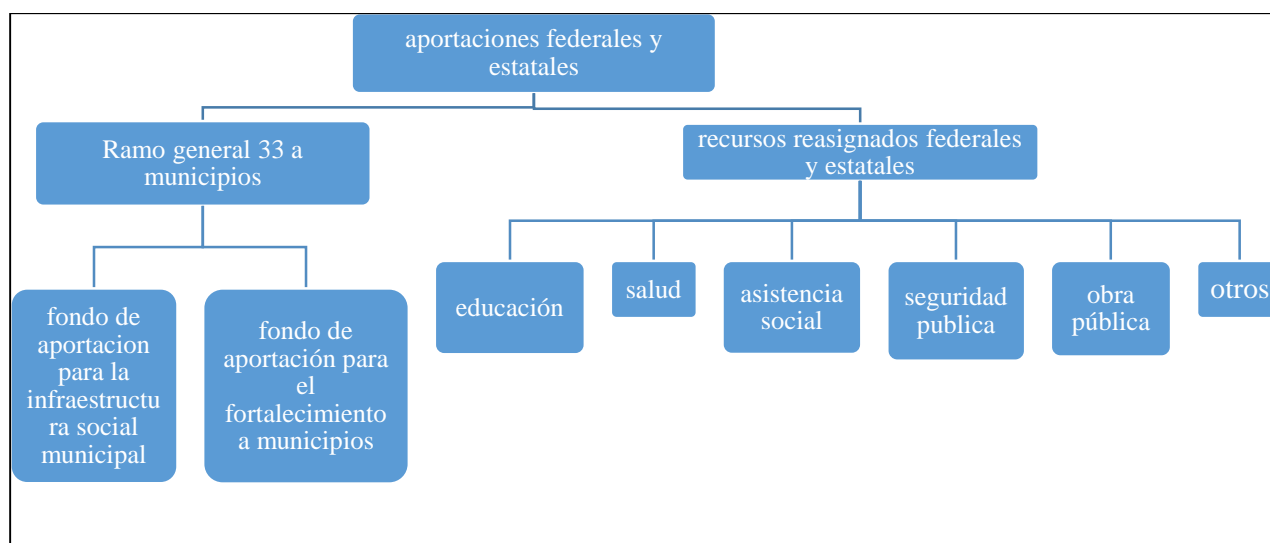 aportaciones federales y
estatales
Ramo general 33 a
municipios
recursos reasignados federales
y estatales
fondo de
aportacion
para la
infraestructu
ra social
municipal
fondo de
aportación para
el
fortalecimiento
a municipios
educación
salud
asistencia
social
seguridad
publica
obra
pública
otros